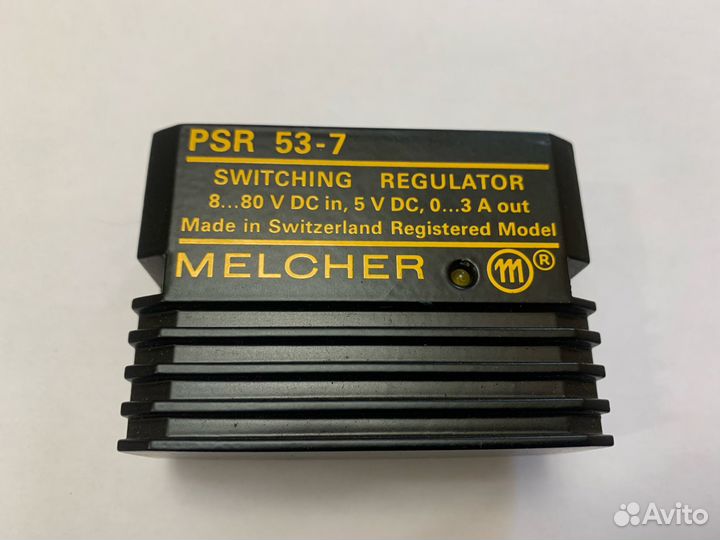 PSR 53-7
SWITCHING REGULATOR
8...80 V DC in, 5 V DC, 0...3 A out
Made in Switzerland Registered Model
MELCHER m ®
Avito